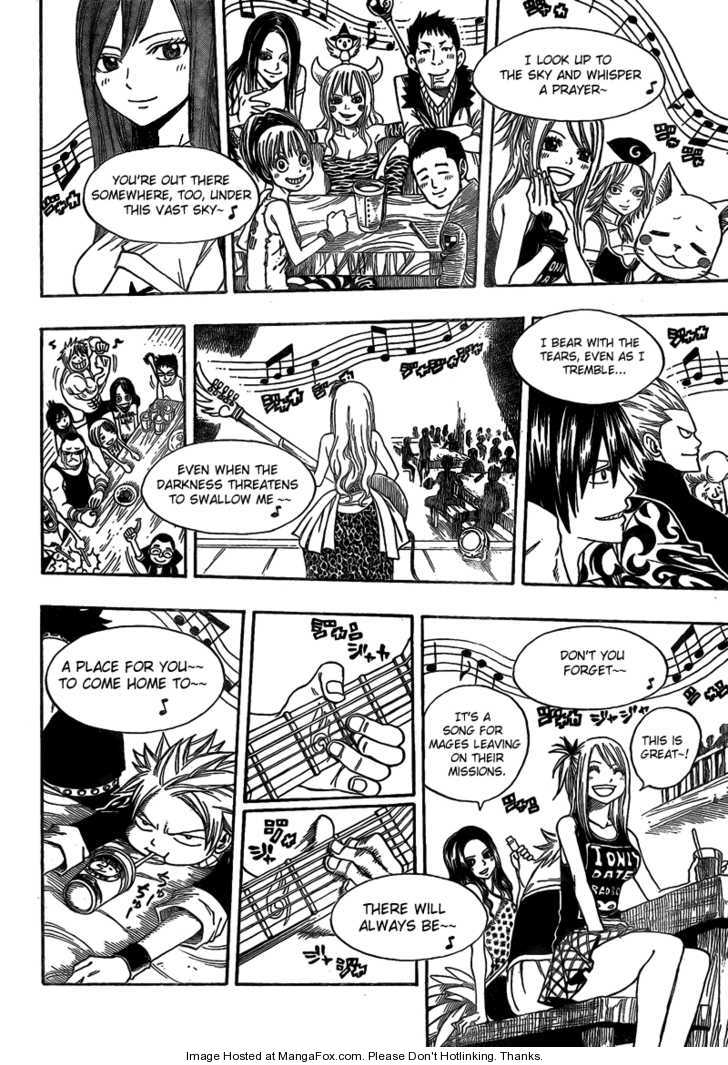 I LOOK UP TO
THE SKY AND WHISPER
A PRAYER~
YOU'RE OUT THERE
SOMEWHERE, TOO, UNDER
THIS VAST SKY~
I BEAR WITH THE
TEARS, EVEN AS I
TREMBLE...
EVEN WHEN THE
DARKNESS THREATENS
TO SWALLOW ME ~~
DON'T YOU
FORGET~~
IT'S A
SONG FOR
MAGES LEAVING
ON THEIR
MISSIONS.
THIS IS
GREAT~!
I ONLY
DATE
THERE WILL
ALWAYS BE~~
A PLACE FOR YOU~~
TO COME HOME TO~~
Image Hosted at MangaFox.com. Please Don't Hotlinking. Thanks.